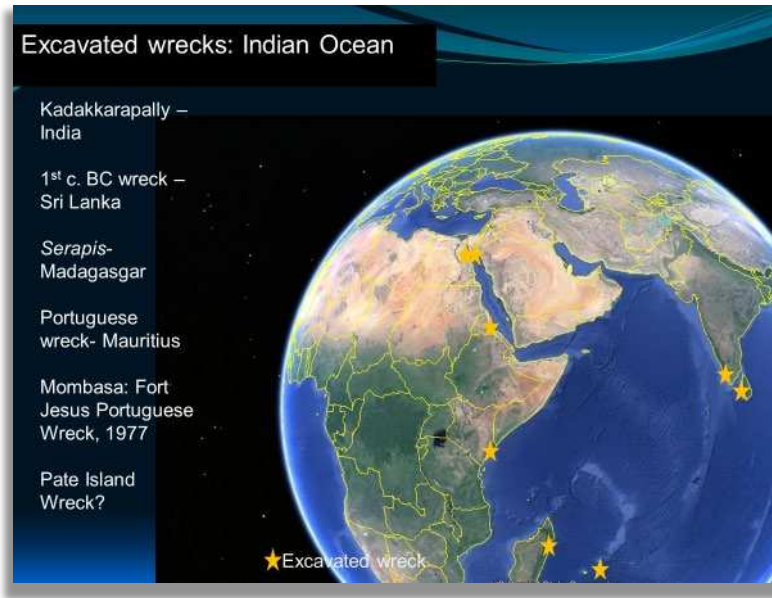 Excavated wrecks: Indian Ocean
Kadakkarapally –
India
1st c. BC wreck –
Sri Lanka
Serapis-
Madagasgar
Portuguese
wreck- Mauritius
Mombasa: Fort
Jesus Portuguese
Wreck, 1977
Pate Island
Wreck?
Excavated wreck